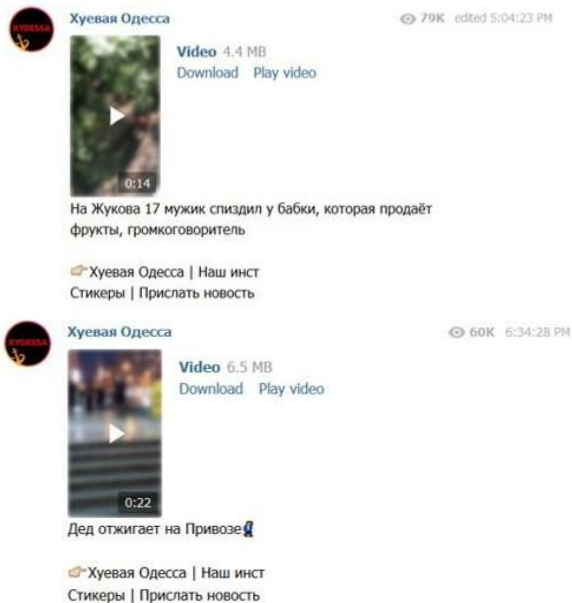 Хуевая Одесса
79K edited 5:04:23 PM
XYDESSA
Video 4.4 MB
Download Play video
0:14
На Жукова 17 мужик спиздил у бабки, которая продаёт
фрукты, громкоговоритель
👉🏻Хуевая Одесса | Наш инст
Стикеры | Прислать новость
Хуевая Одесса
60K 6:34:28 PM
XYDESSA
Video 6.5 MB
Download Play video
0:22
Дед отжигает на Привозе
👉🏻Хуевая Одесса | Наш инст
Стикеры | Прислать новость